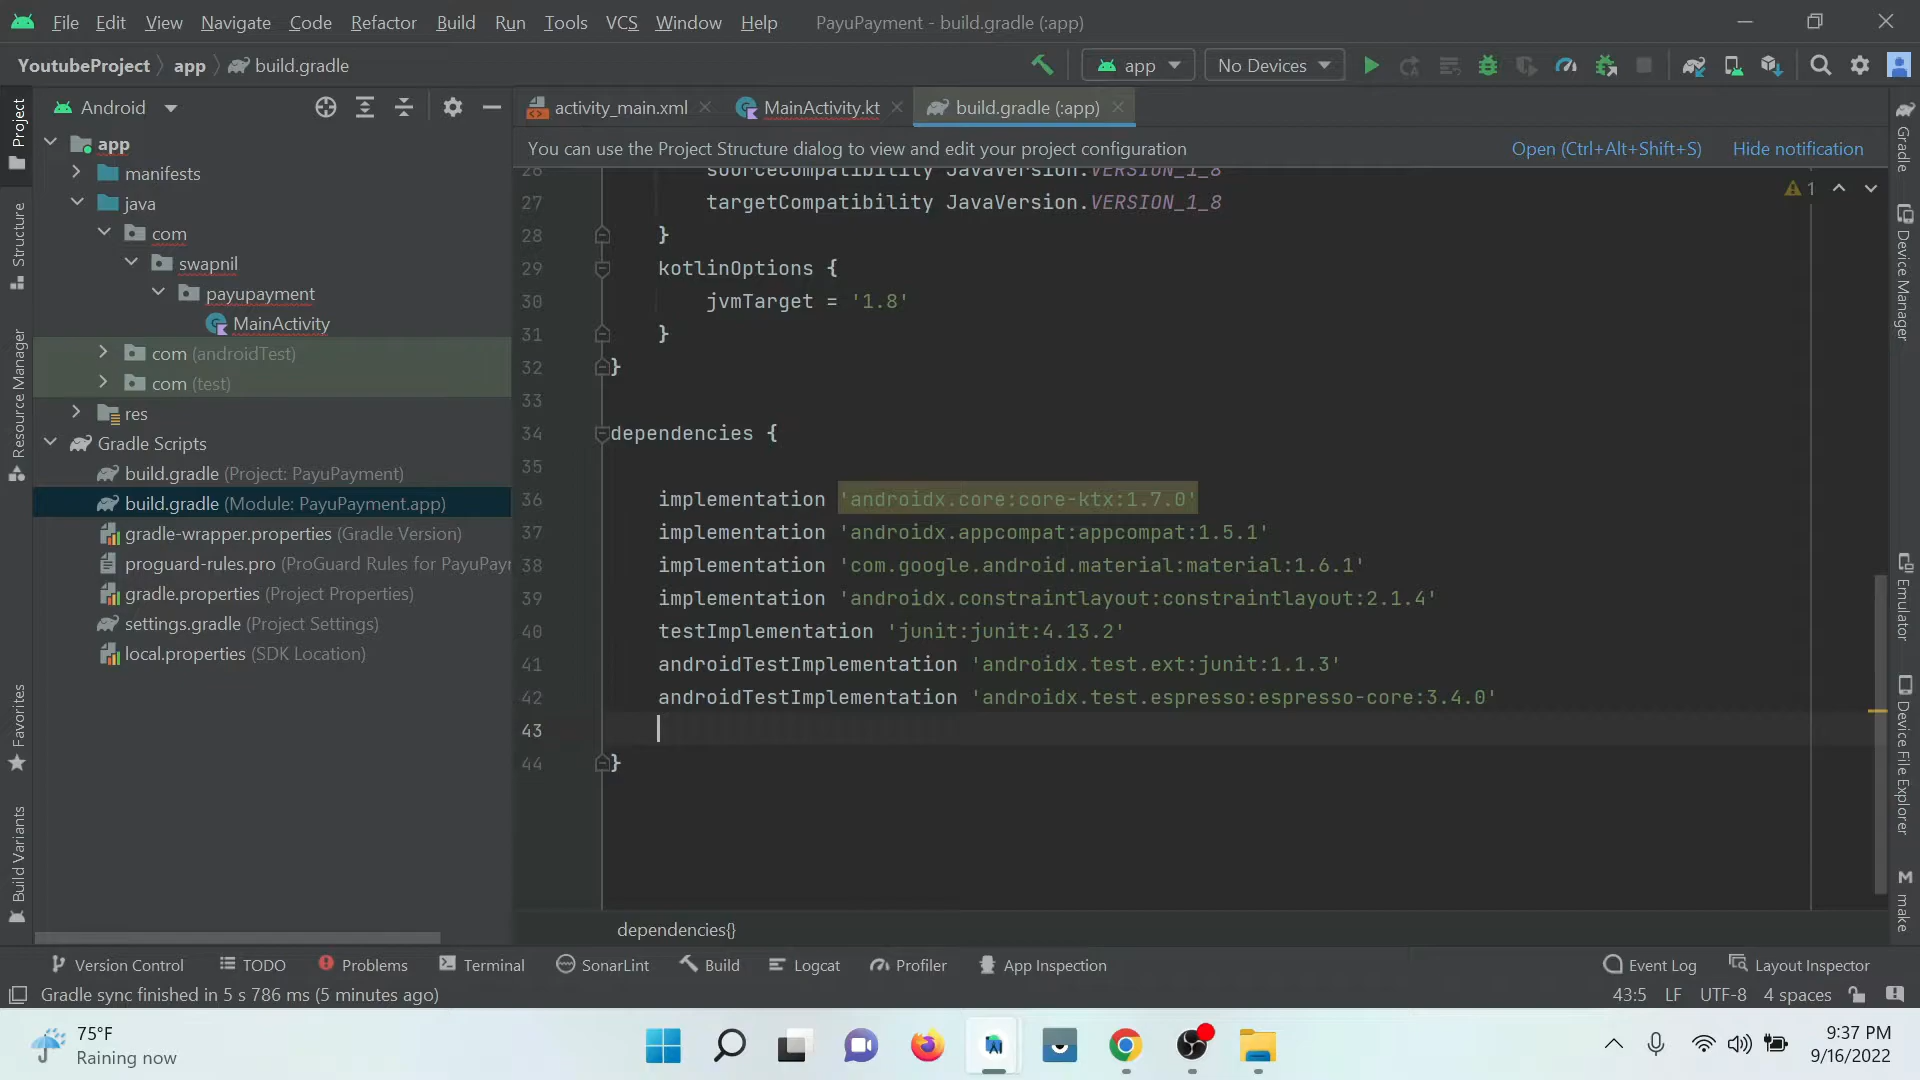 File Edit View Navigate Code Refactor Build Run Tools VCS Window Help PayuPayment - build.gradle (:app)
YoutubeProject app build.gradle app No Devices
Android activity_main.xml MainActivity.kt build.gradle (:app)
You can use the Project Structure dialog to view and edit your project configuration Open (Ctrl+Alt+Shift+S) Hide notification
Project
Structure
Resource Manager
Favorites
Build Variants
app
manifests
java
com
swapnil
payupayment
MainActivity
com (androidTest)
com (test)
res
Gradle Scripts
build.gradle (Project: PayuPayment)
build.gradle (Module: PayuPayment.app)
gradle-wrapper.properties (Gradle Version)
proguard-rules.pro (ProGuard Rules for PayuPayr
gradle.properties (Project Properties)
settings.gradle (Project Settings)
local.properties (SDK Location)
26 sourceCompatibility JavaVersion.VERSION_1_8
27 targetCompatibility JavaVersion.VERSION_1_8
28 }
29 kotlinOptions {
30 jvmTarget = '1.8'
31 }
32 }
33
34 dependencies {
35
36 implementation 'androidx.core:core-ktx:1.7.0'
37 implementation 'androidx.appcompat:appcompat:1.5.1'
38 implementation 'com.google.android.material:material:1.6.1'
39 implementation 'androidx.constraintlayout:constraintlayout:2.1.4'
40 testImplementation 'junit:junit:4.13.2'
41 androidTestImplementation 'androidx.test.ext:junit:1.1.3'
42 androidTestImplementation 'androidx.test.espresso:espresso-core:3.4.0'
43
44 }
1
dependencies{}
Gradle
Device Manager
Emulator
Device File Explorer
M make
Version Control TODO Problems Terminal SonarLint Build Logcat Profiler App Inspection Event Log Layout Inspector
Gradle sync finished in 5 s 786 ms (5 minutes ago) 43:5 LF UTF-8 4 spaces
75°F
Raining now
9:37 PM
9/16/2022